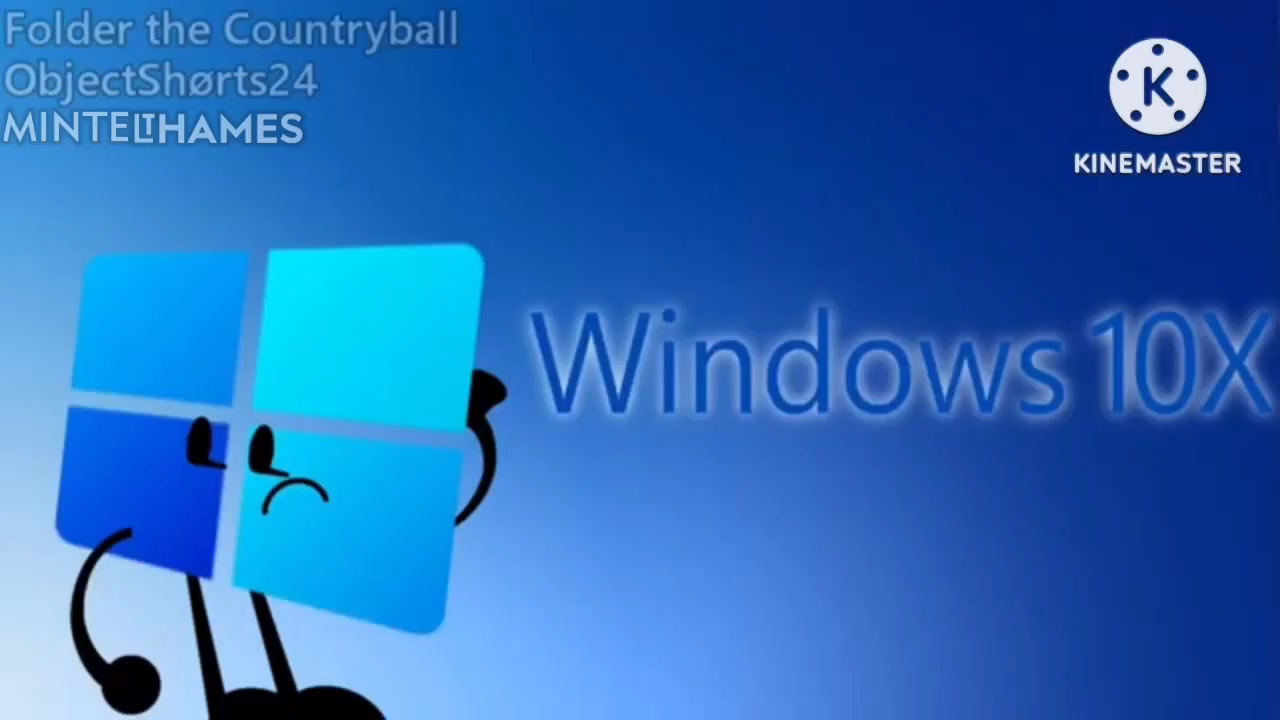 Folder the Countryball
ObjectShørts24
MINTELTHAMES
K
KINEMASTER
Windows 10X